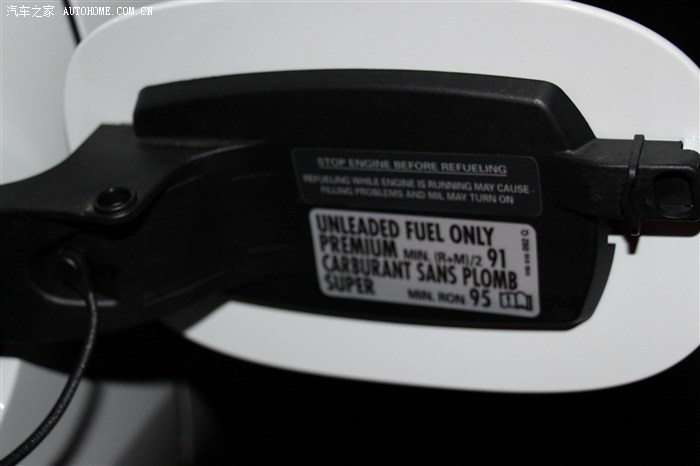 汽车之家 AUTOHOME.COM.CN
STOP ENGINE BEFORE REFUELING
REFUELING WHILE ENGINE IS RUNNING MAY CAUSE
FILLING PROBLEMS AND MIL MAY TURN ON
UNLEADED FUEL ONLY
PREMIUM MIN. (R+M)/2 91
CARBURANT SANS PLOMB
SUPER MIN. RON 95